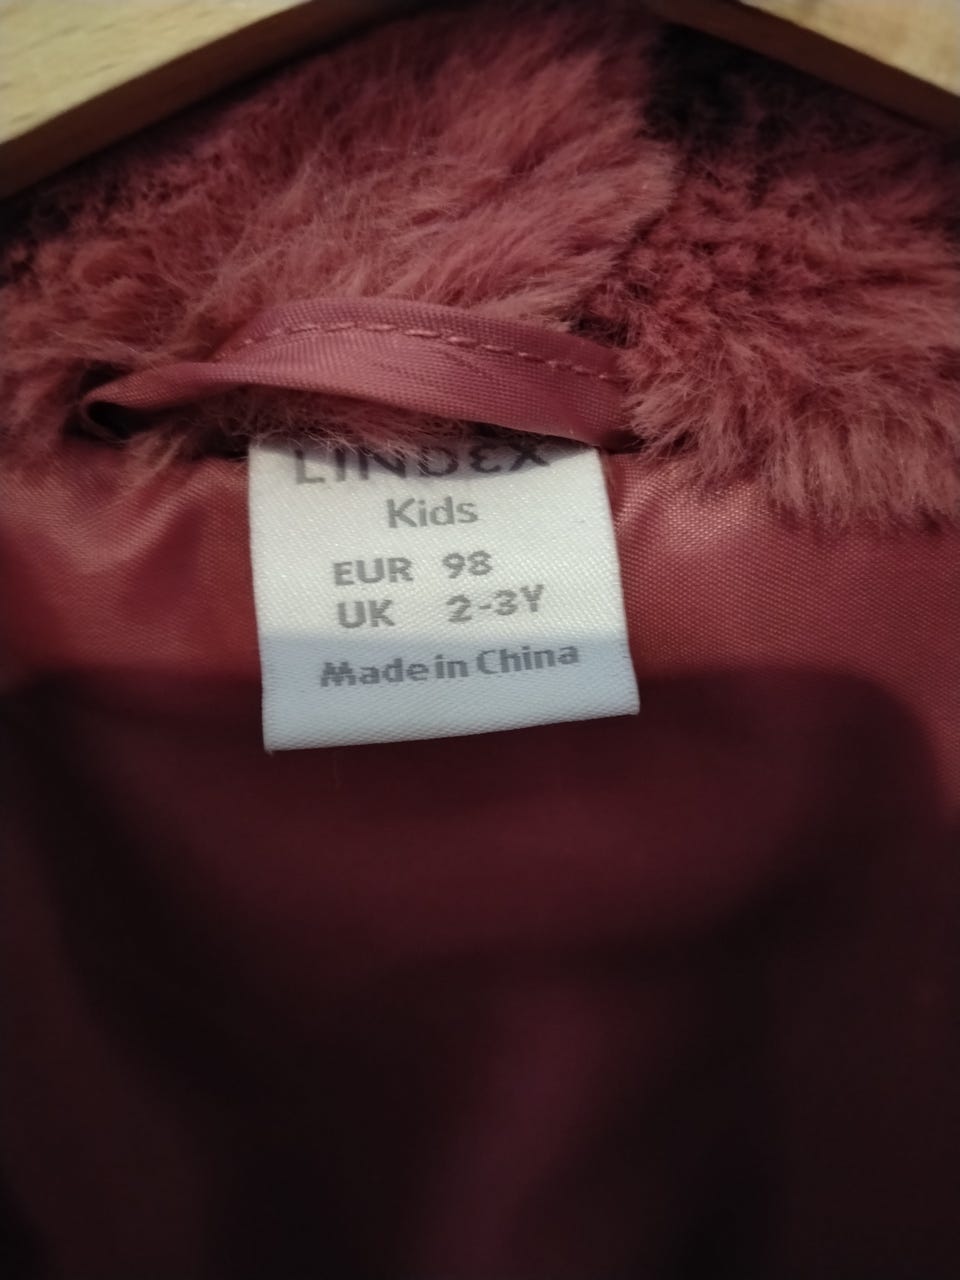 LINDEX
Kids
EUR 98
UK 2-3Y
Made in China